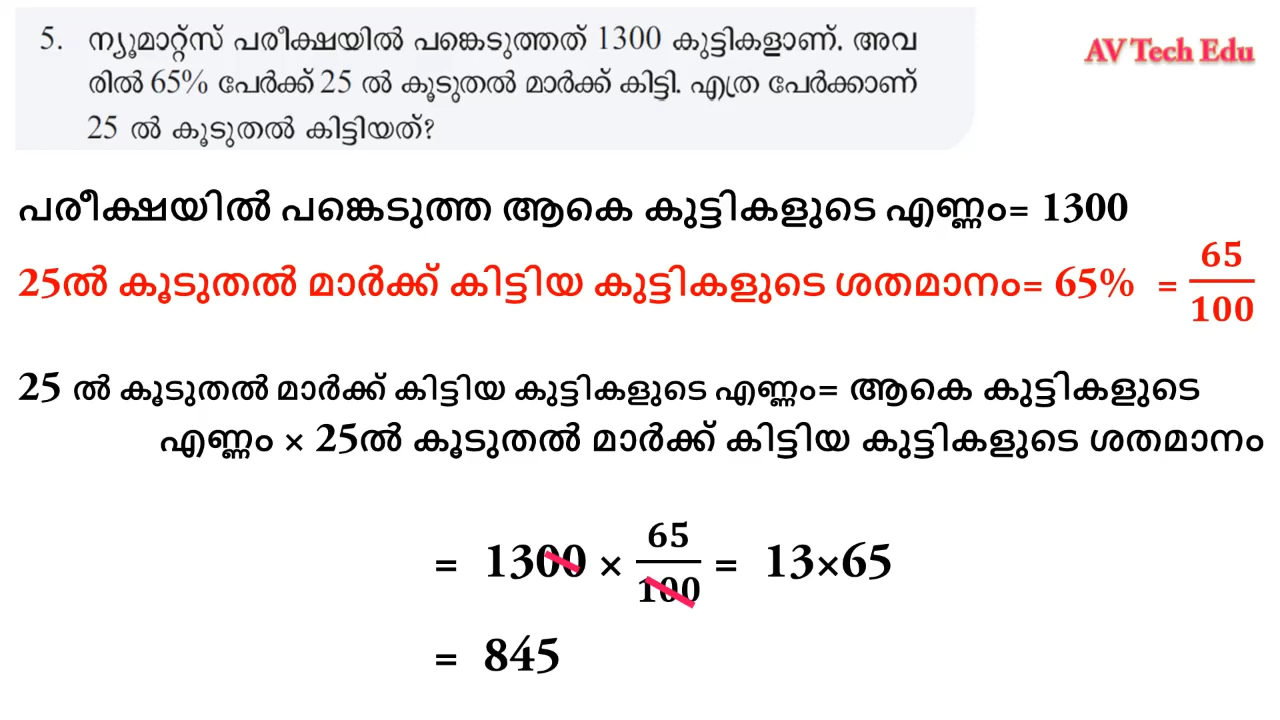 5. ന്യൂമാറ്റ്സ് പരീക്ഷയിൽ പങ്കെടുത്തത് 1300 കുട്ടികളാണ്. അവ
രിൽ 65% പേർക്ക് 25 ൽ കൂടുതൽ മാർക്ക് കിട്ടി. എത്ര പേർക്കാണ്
25 ൽ കൂടുതൽ കിട്ടിയത്?
AV Tech Edu
പരീക്ഷയിൽ പങ്കെടുത്ത ആകെ കുട്ടികളുടെ എണ്ണം= 1300
25ൽ കൂടുതൽ മാർക്ക് കിട്ടിയ കുട്ടികളുടെ ശതമാനം= 65% = 65/100
25 ൽ കൂടുതൽ മാർക്ക് കിട്ടിയ കുട്ടികളുടെ എണ്ണം= ആകെ കുട്ടികളുടെ
എണ്ണം × 25ൽ കൂടുതൽ മാർക്ക് കിട്ടിയ കുട്ടികളുടെ ശതമാനം
= 1300 × 65/100 = 13×65
= 845